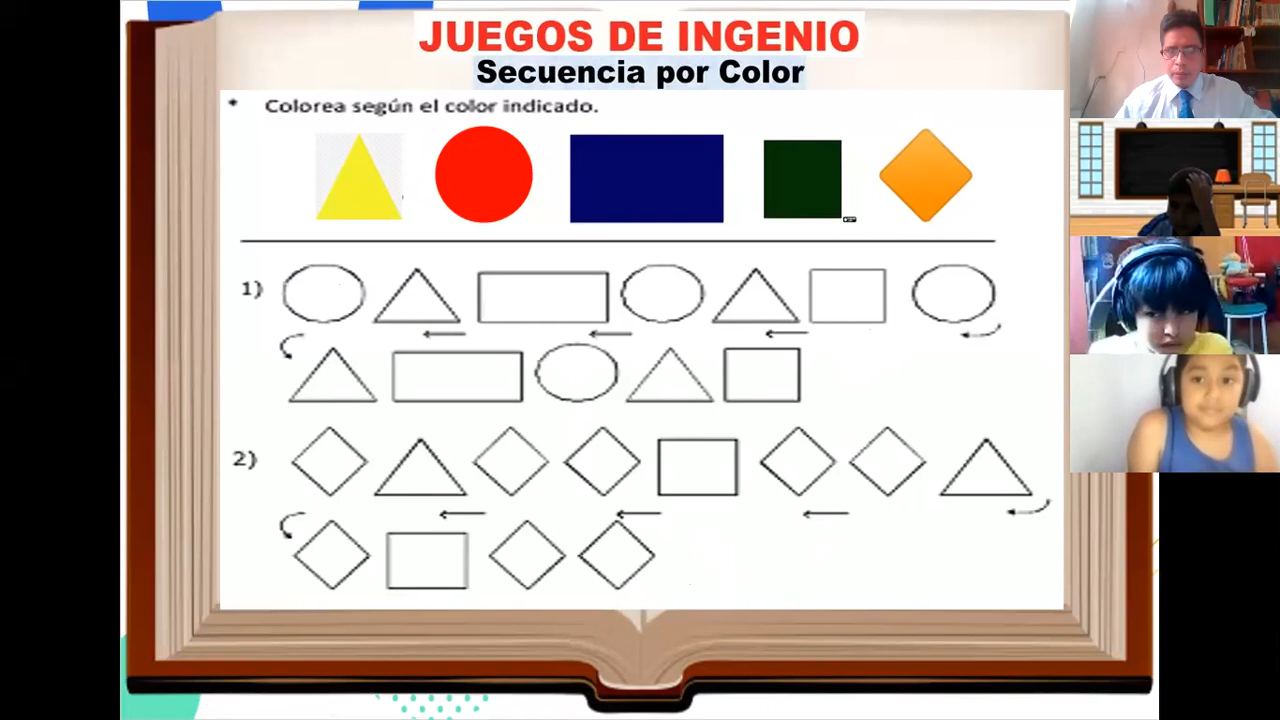 JUEGOS DE INGENIO
Secuencia por Color
* Colorea según el color indicado.
1)
2)